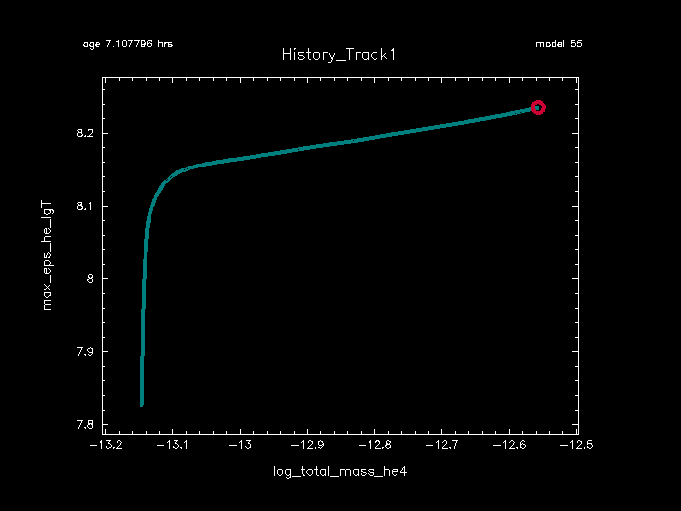 age 7.107796 hrs
model 55
History_Track1
8.2
8.1
8
7.9
7.8
max_eps_he_lgT
−13.2 −13.1 −13 −12.9 −12.8 −12.7 −12.6 −12.5
log_total_mass_he4